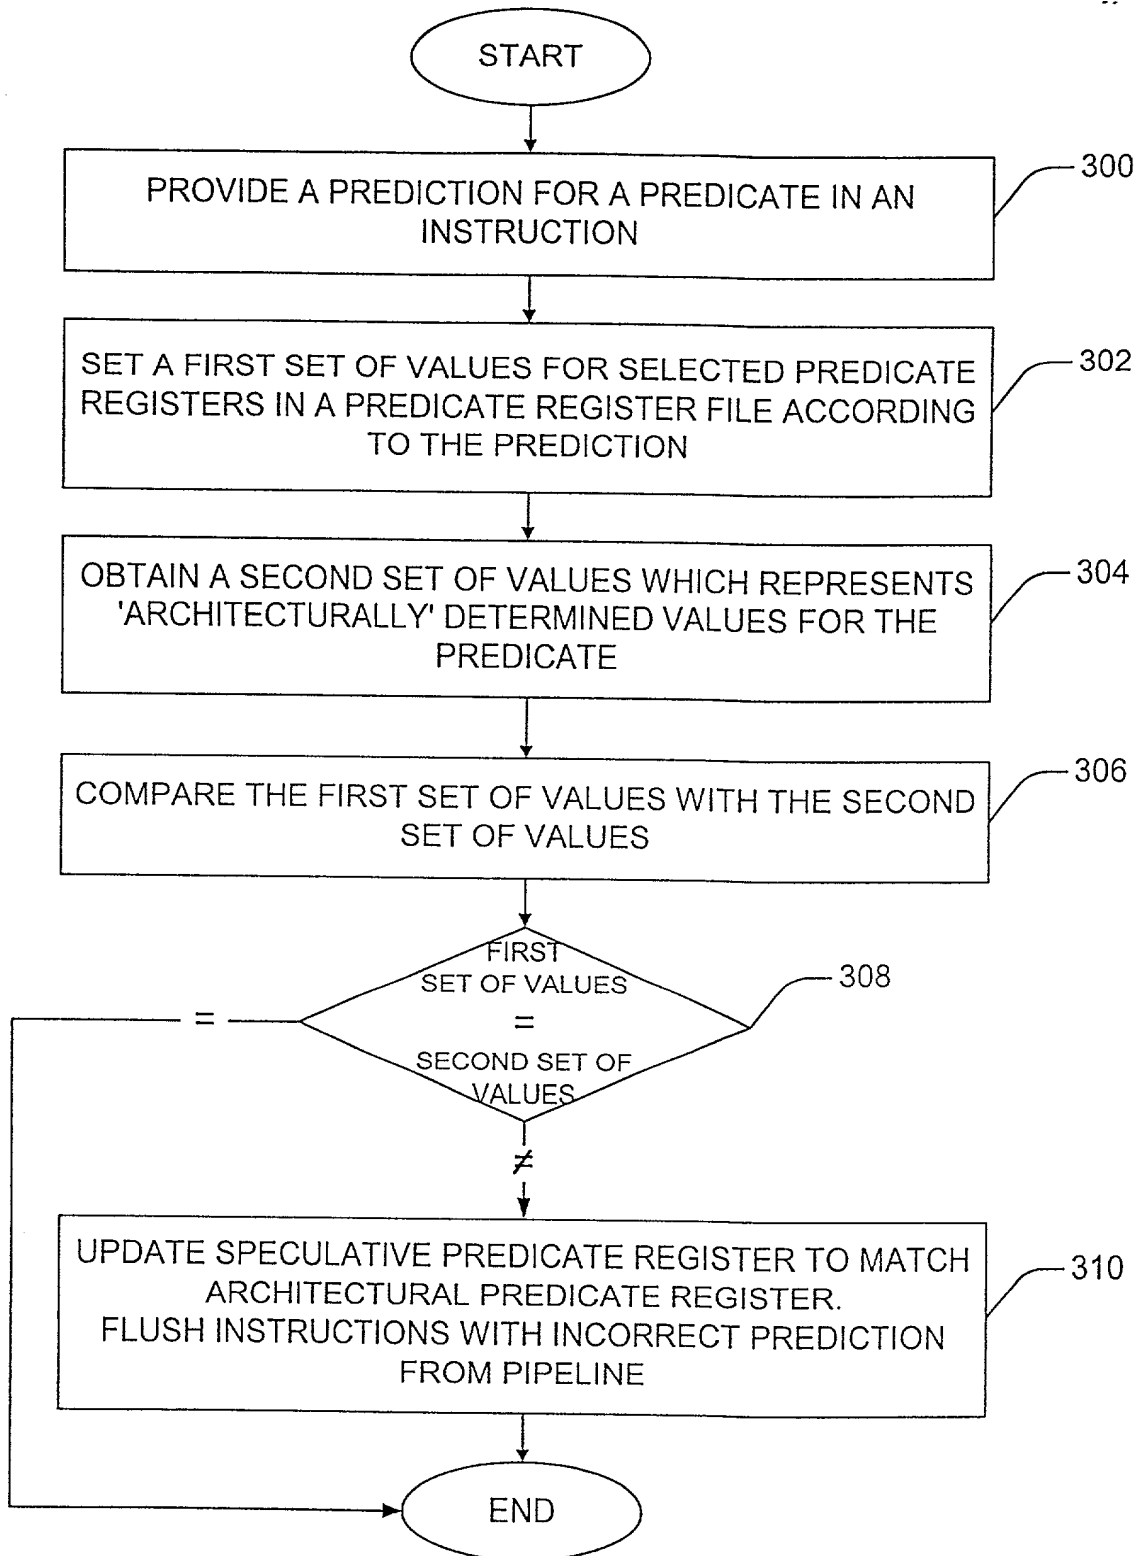 START
PROVIDE A PREDICTION FOR A PREDICATE IN AN
INSTRUCTION
300
SET A FIRST SET OF VALUES FOR SELECTED PREDICATE
REGISTERS IN A PREDICATE REGISTER FILE ACCORDING
TO THE PREDICTION
302
OBTAIN A SECOND SET OF VALUES WHICH REPRESENTS
'ARCHITECTURALLY' DETERMINED VALUES FOR THE
PREDICATE
304
COMPARE THE FIRST SET OF VALUES WITH THE SECOND
SET OF VALUES
306
FIRST
SET OF VALUES
=
SECOND SET OF
VALUES
308
=
≠
UPDATE SPECULATIVE PREDICATE REGISTER TO MATCH
ARCHITECTURAL PREDICATE REGISTER.
FLUSH INSTRUCTIONS WITH INCORRECT PREDICTION
FROM PIPELINE
310
END